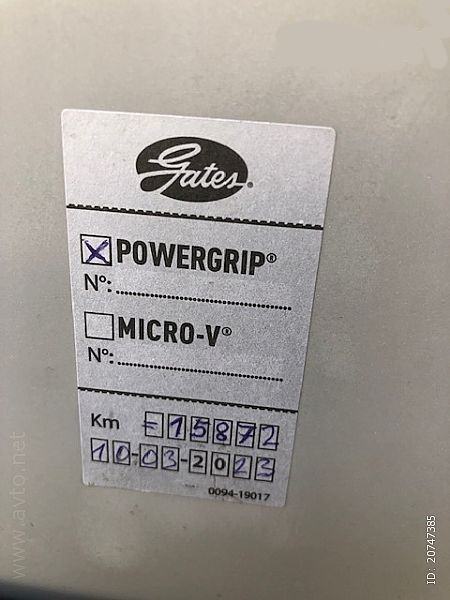 Gates®
POWERGRIP®
N°:
MICRO-V®
N°:
Km = 15872
10-03-2023
0094-19017
www.avto.net
ID: 20747385